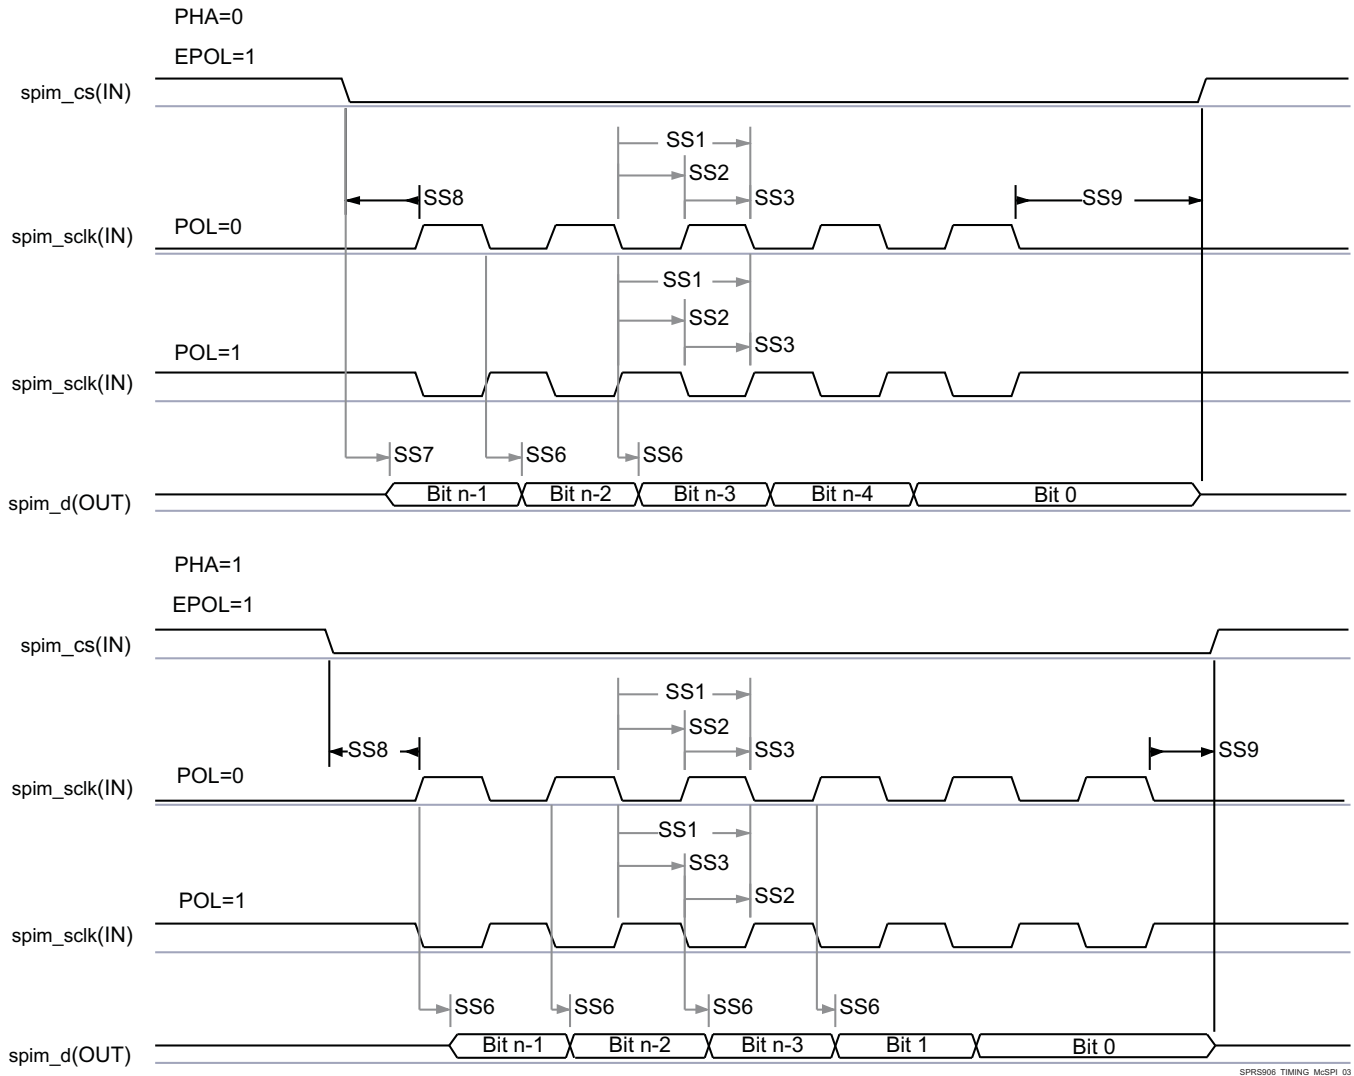 PHA=0
EPOL=1
spim_cs(IN)
SS1
SS2
SS8
SS3
SS9
POL=0
spim_sclk(IN)
SS1
SS2
SS3
POL=1
spim_sclk(IN)
SS7
SS6
SS6
spim_d(OUT)
Bit n-1
Bit n-2
Bit n-3
Bit n-4
Bit 0
PHA=1
EPOL=1
spim_cs(IN)
SS1
SS2
SS8
SS3
SS9
POL=0
spim_sclk(IN)
SS1
SS3
SS2
POL=1
spim_sclk(IN)
SS6
SS6
SS6
SS6
spim_d(OUT)
Bit n-1
Bit n-2
Bit n-3
Bit 1
Bit 0
SPRS906_TIMING_McSPI_03